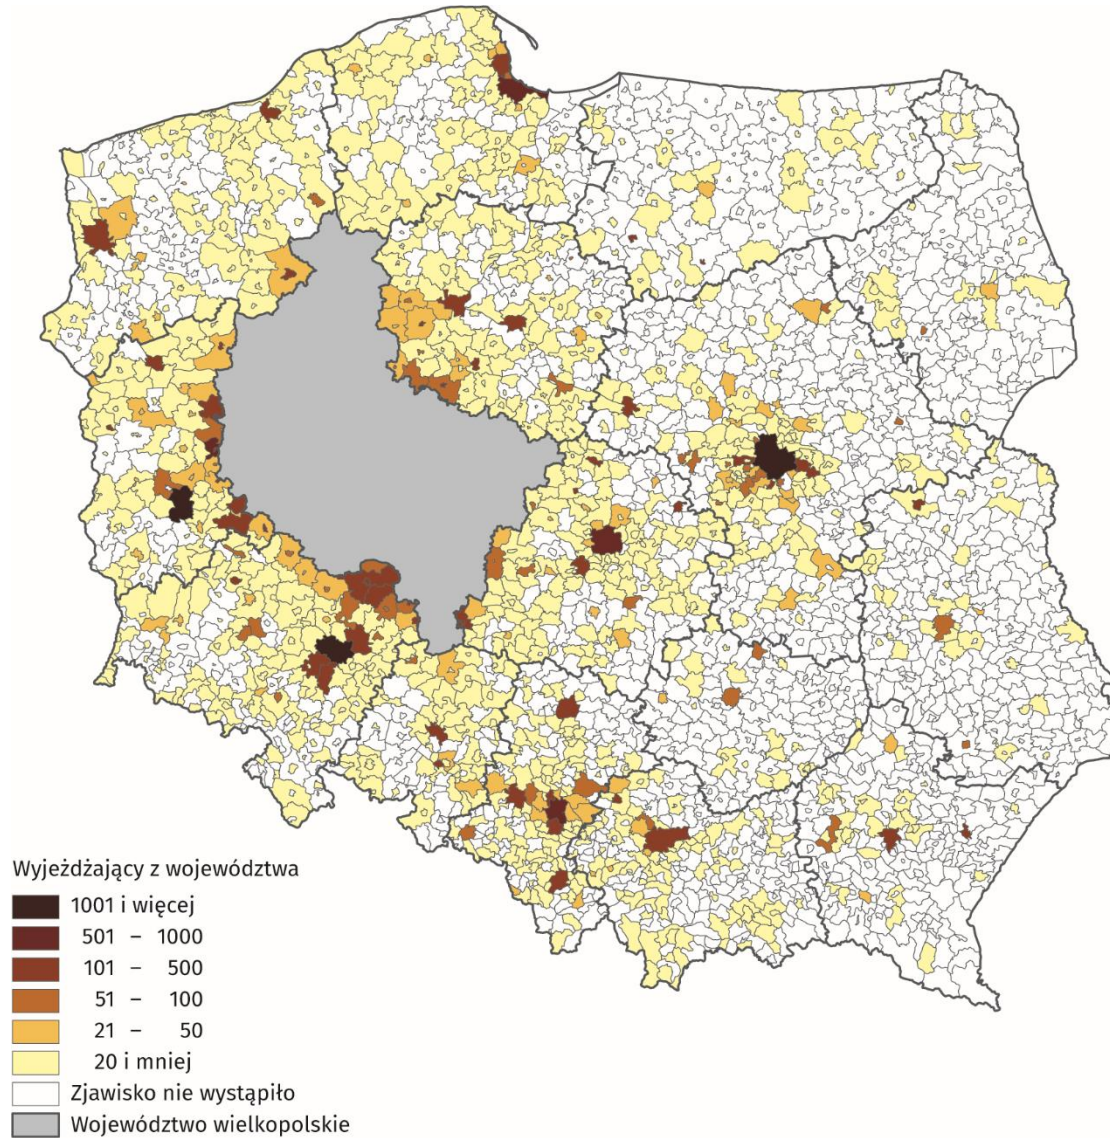 Wyjeżdżający z województwa
1001 i więcej
501 – 1000
101 – 500
51 – 100
21 – 50
20 i mniej
Zjawisko nie wystąpiło
Województwo wielkopolskie